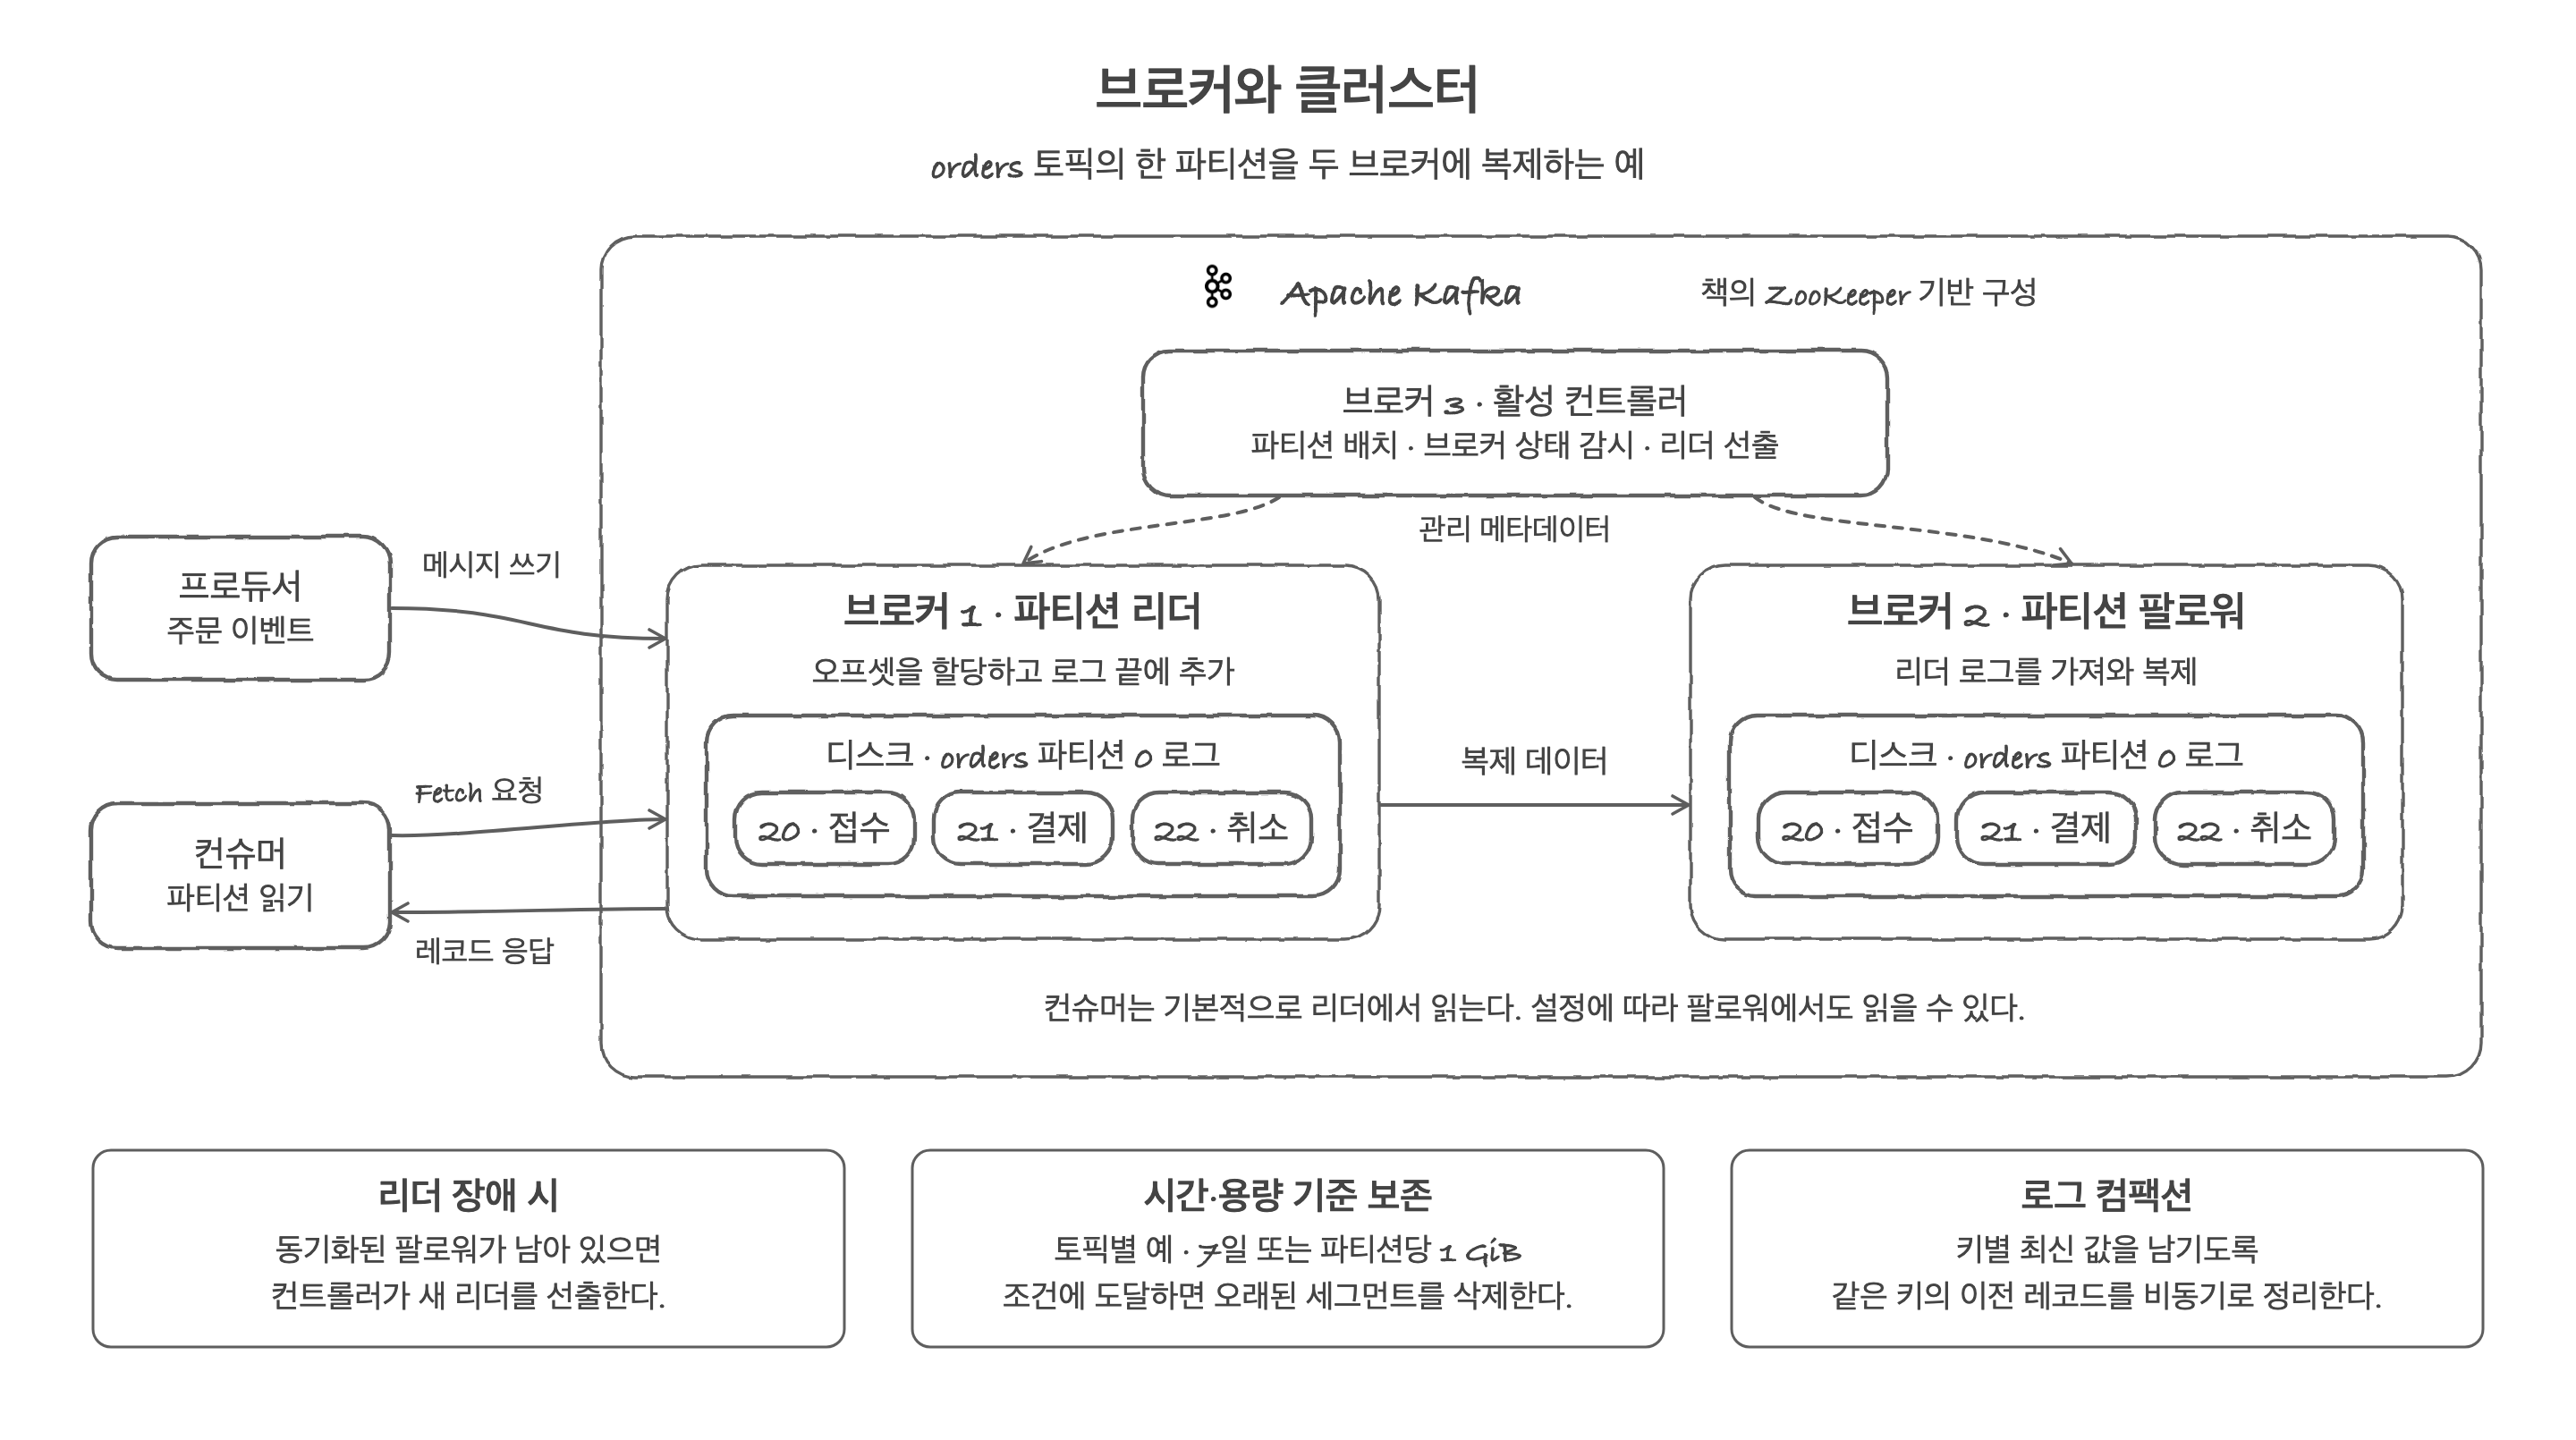 브로커와 클러스터
orders 토픽의 한 파티션을 두 브로커에 복제하는 예
Apache Kafka
책의 ZooKeeper 기반 구성
브로커 3 · 활성 컨트롤러
파티션 배치 · 브로커 상태 감시 · 리더 선출
관리 메타데이터
프로듀서
주문 이벤트
메시지 쓰기
브로커 1 · 파티션 리더
오프셋을 할당하고 로그 끝에 추가
디스크 · orders 파티션 0 로그
20 · 접수
21 · 결제
22 · 취소
복제 데이터
브로커 2 · 파티션 팔로워
리더 로그를 가져와 복제
디스크 · orders 파티션 0 로그
20 · 접수
21 · 결제
22 · 취소
Fetch 요청
컨슈머
파티션 읽기
레코드 응답
컨슈머는 기본적으로 리더에서 읽는다. 설정에 따라 팔로워에서도 읽을 수 있다.
리더 장애 시
동기화된 팔로워가 남아 있으면
컨트롤러가 새 리더를 선출한다.
시간·용량 기준 보존
토픽별 예 · 7일 또는 파티션당 1 GiB
조건에 도달하면 오래된 세그먼트를 삭제한다.
로그 컴팩션
키별 최신 값을 남기도록
같은 키의 이전 레코드를 비동기로 정리한다.